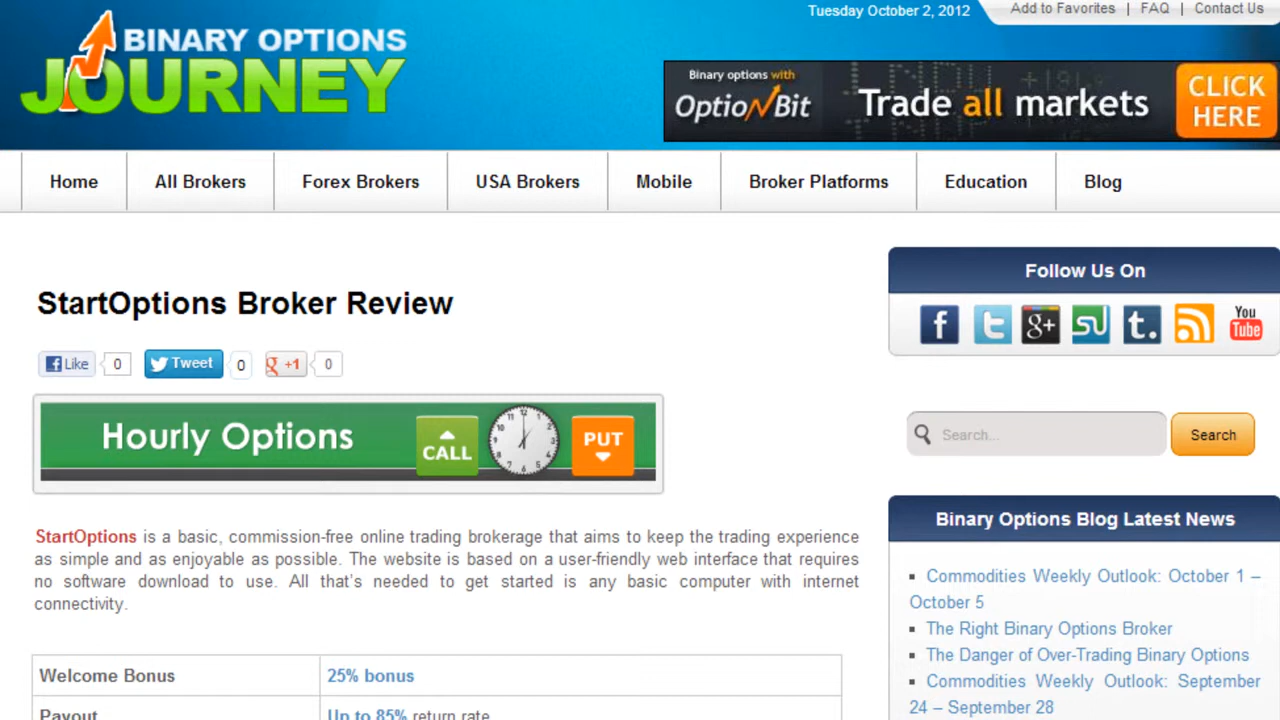 Tuesday October 2, 2012
Add to Favorites | FAQ | Contact Us
BINARY OPTIONS
JOURNEY
Binary options with
OptionBit
Trade all markets
CLICK
HERE
Home
All Brokers
Forex Brokers
USA Brokers
Mobile
Broker Platforms
Education
Blog
StartOptions Broker Review
Like 0
Tweet 0
+1 0
Hourly Options
CALL
PUT
StartOptions is a basic, commission-free online trading brokerage that aims to keep the trading experience
as simple and as enjoyable as possible. The website is based on a user-friendly web interface that requires
no software download to use. All that's needed to get started is any basic computer with internet
connectivity.
Welcome Bonus 25% bonus
Payout Up to 85% return rate
Follow Us On
You
Tube
Search...
Search
Binary Options Blog Latest News
Commodities Weekly Outlook: October 1 –
October 5
The Right Binary Options Broker
The Danger of Over-Trading Binary Options
Commodities Weekly Outlook: September
24 – September 28